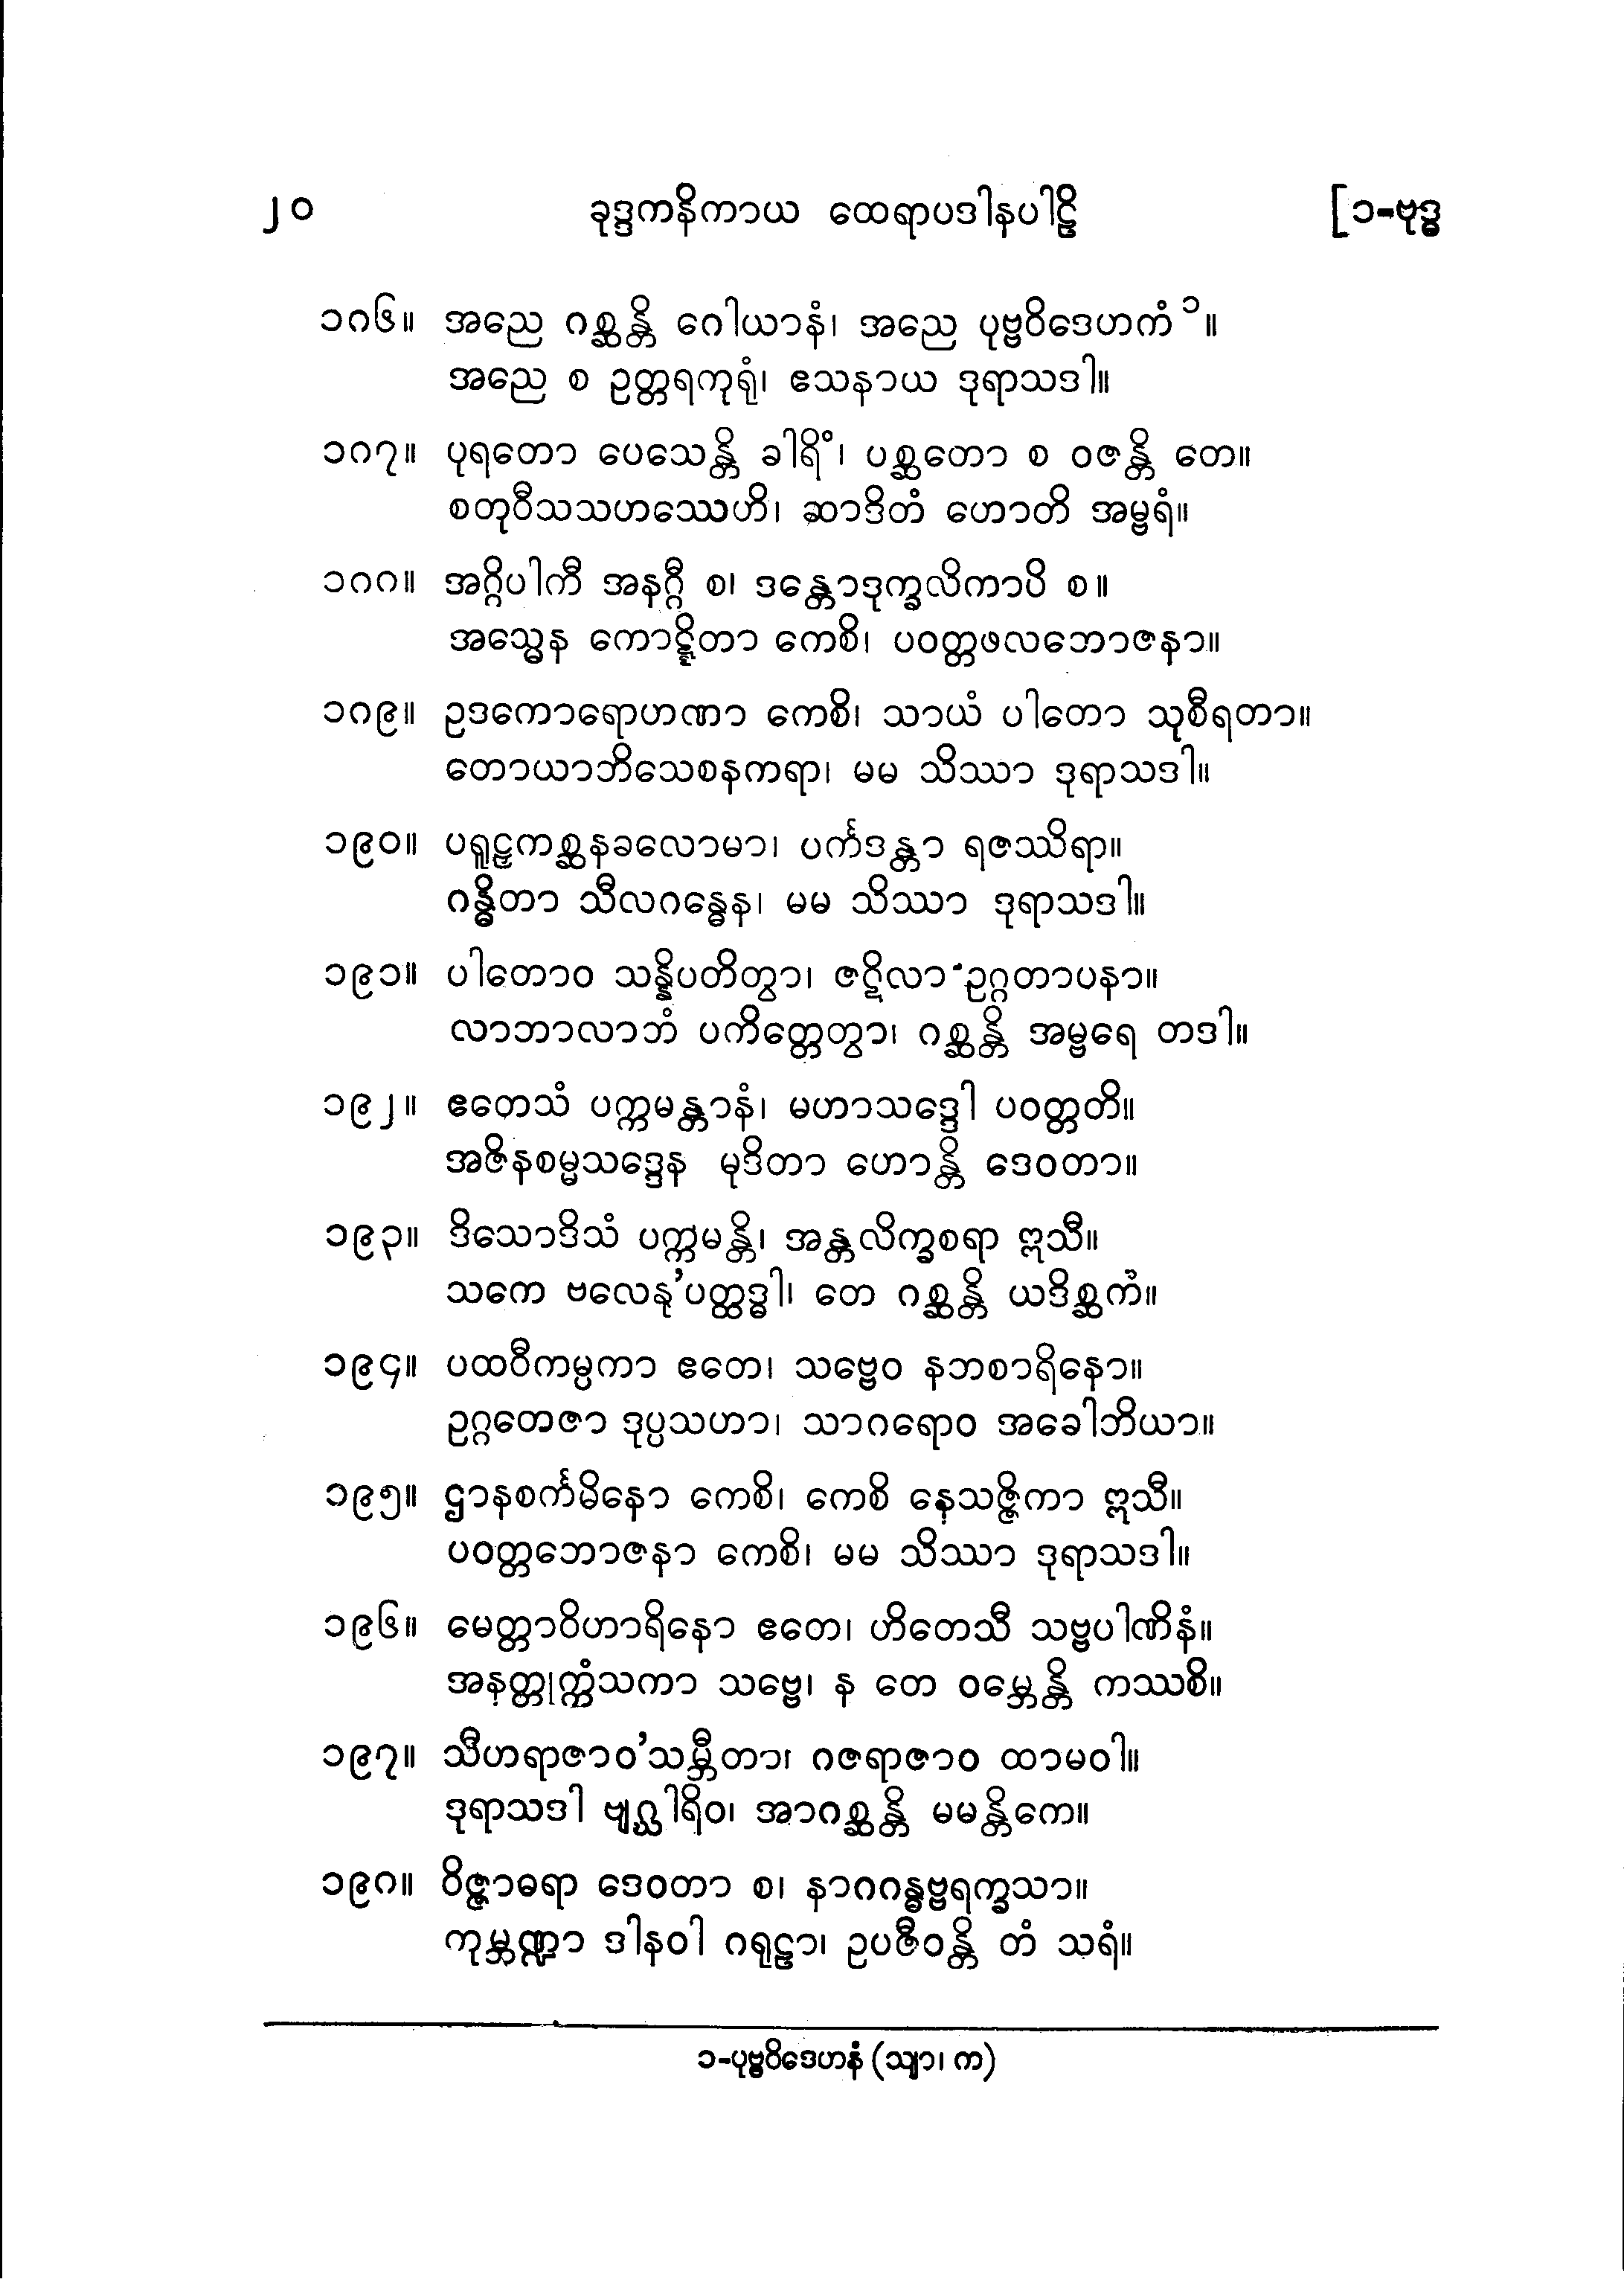 ၂၀ ခုဒ္ဒကနိကာယ ထေရာပဒါနပါဠိ [၁-ဗုဒ္ဓ
၁၈၆။ အညေ ဂစ္ဆန္တိ ဂေါယာနံ၊ အညေ ပုဗ္ဗဝိဒေဟကံ ၁။
အညေ စ ဥတ္တရကုရုံ၊ ဧသနာယ ဒုရာသဒါ။
၁၈၇။ ပုရတော ပေသေန္တိ ခါရိံ၊ ပစ္ဆတော စ ဝဇန္တိ တေ။
စတုဝီသသဟဿေဟိ၊ ဆာဒိတံ ဟောတိ အမ္ဗရံ။
၁၈၈။ အဂ္ဂိပါကီ အနဂ္ဂီ စ၊ ဒန္တောဒုက္ခလိကာပိ စ။
အသ္မေန ကောဋ္ဋိတာ ကေစိ၊ ပဝတ္တဖလဘောဇနာ။
၁၈၉။ ဥဒကောရောဟဏာ ကေစိ၊ သာယံ ပါတော သုစီရတာ။
တောယာဘိသေစနကရာ၊ မမ သိဿာ ဒုရာသဒါ။
၁၉၀။ ပရူဠှကစ္ဆနခလောမာ၊ ပင်္ကဒန္တာ ရဇဿိရာ။
ဂန္ဓိတာ သီလဂန္ဓေန၊ မမ သိဿာ ဒုရာသဒါ။
၁၉၁။ ပါတောဝ သန္နိပတိတွာ၊ ဇဋိလာ ဥဂ္ဂတာပနာ။
လာဘာလာဘံ ပကိတ္တေတွာ၊ ဂစ္ဆန္တိ အမ္ဗရေ တဒါ။
၁၉၂။ ဧတေသံ ပက္ကမန္တာနံ၊ မဟာသဒ္ဒေါ ပဝတ္တတိ။
အဇိနစမ္မသဒ္ဒေန မုဒိတာ ဟောန္တိ ဒေဝတာ။
၁၉၃။ ဒိသောဒိသံ ပက္ကမန္တိ၊ အန္တလိက္ခစရာ ဣသီ။
သကေ ဗလေနု'ပတ္ထဒ္ဓါ၊ တေ ဂစ္ဆန္တိ ယဒိစ္ဆကံ။
၁၉၄။ ပထဝီကမ္ပကာ ဧတေ၊ သဗ္ဗေဝ နဘစာရိနော။
ဥဂ္ဂတေဇာ ဒုပ္ပသဟာ၊ သာဂရောဝ အခေါဘိယာ။
၁၉၅။ ဌာနစင်္ကမိနော ကေစိ၊ ကေစိ နေသဇ္ဇိကာ ဣသီ။
ပဝတ္တဘောဇနာ ကေစိ၊ မမ သိဿာ ဒုရာသဒါ။
၁၉၆။ မေတ္တာဝိဟာရိနော ဧတေ၊ ဟိတေသီ သဗ္ဗပါဏိနံ။
အနတ္တုက္ကံသကာ သဗ္ဗေ၊ န တေ ဝမ္ဘေန္တိ ကဿစိ။
၁၉၇။ သီဟရာဇာဝ'သမ္ဘီတာ၊ ဂဇရာဇာဝ ထာမဝါ။
ဒုရာသဒါ ဗျဂ္ဃါရိဝ၊ အာဂစ္ဆန္တိ မမန္တိကေ။
၁၉၈။ ဝိဇ္ဇာဓရာ ဒေဝတာ စ၊ နာဂဂန္ဓဗ္ဗရက္ခသာ။
ကုမ္ဘဏ္ဍာ ဒါနဝါ ဂရုဠှာ၊ ဥပဇီဝန္တိ တံ သရံ။
၁-ပုဗ္ဗဝိဒေဟနံ (သျာ၊ က)